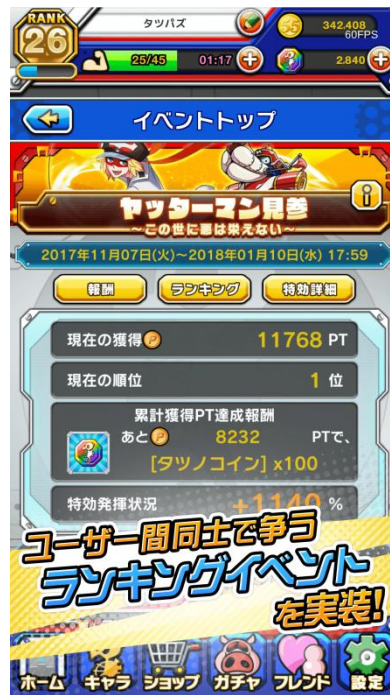 RANK
26
タツパズ
342.408
60FPS
25/45
01:17
2.840
イベントトップ
ヤッターマン見参
~この世に悪は栄えない~
2017年11月07日(火)~2018年01月10日(水) 17:59
報酬
ランキング
特効詳細
現在の獲得P 11768 PT
現在の順位 1 位
累計獲得PT達成報酬
あとP 8232 PTで、
[タツノコイン] x100
特効発揮状況 +1140 %
ユーザー間同士で争う
ランキングイベント
を実装!
ホーム
キャラ
ショップ
ガチャ
フレンド
設定